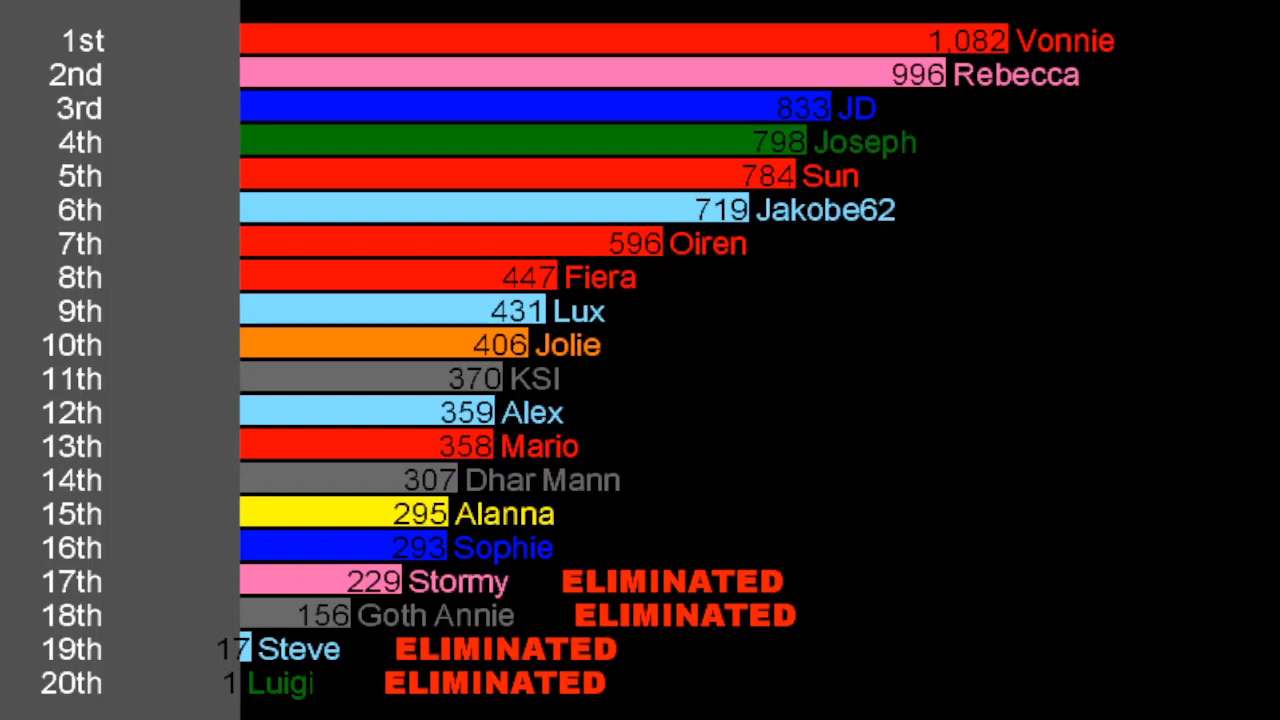 1st 1,082 Vonnie
2nd 996 Rebecca
3rd 833 JD
4th 798 Joseph
5th 784 Sun
6th 719 Jakobe62
7th 596 Oiren
8th 447 Fiera
9th 431 Lux
10th 406 Jolie
11th 370 KSI
12th 359 Alex
13th 358 Mario
14th 307 Dhar Mann
15th 295 Alanna
16th 293 Sophie
17th 229 Stormy ELIMINATED
18th 156 Goth Annie ELIMINATED
19th 17 Steve ELIMINATED
20th 1 Luigi ELIMINATED